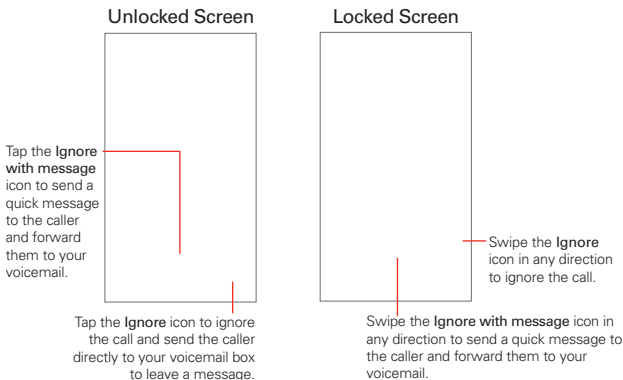 Unlocked Screen
Locked Screen
Tap the Ignore
with message
icon to send a
quick message
to the caller
and forward
them to your
voicemail.
Tap the Ignore icon to ignore
the call and send the caller
directly to your voicemail box
to leave a message.
Swipe the Ignore
icon in any direction
to ignore the call.
Swipe the Ignore with message icon in
any direction to send a quick message to
the caller and forward them to your
voicemail.